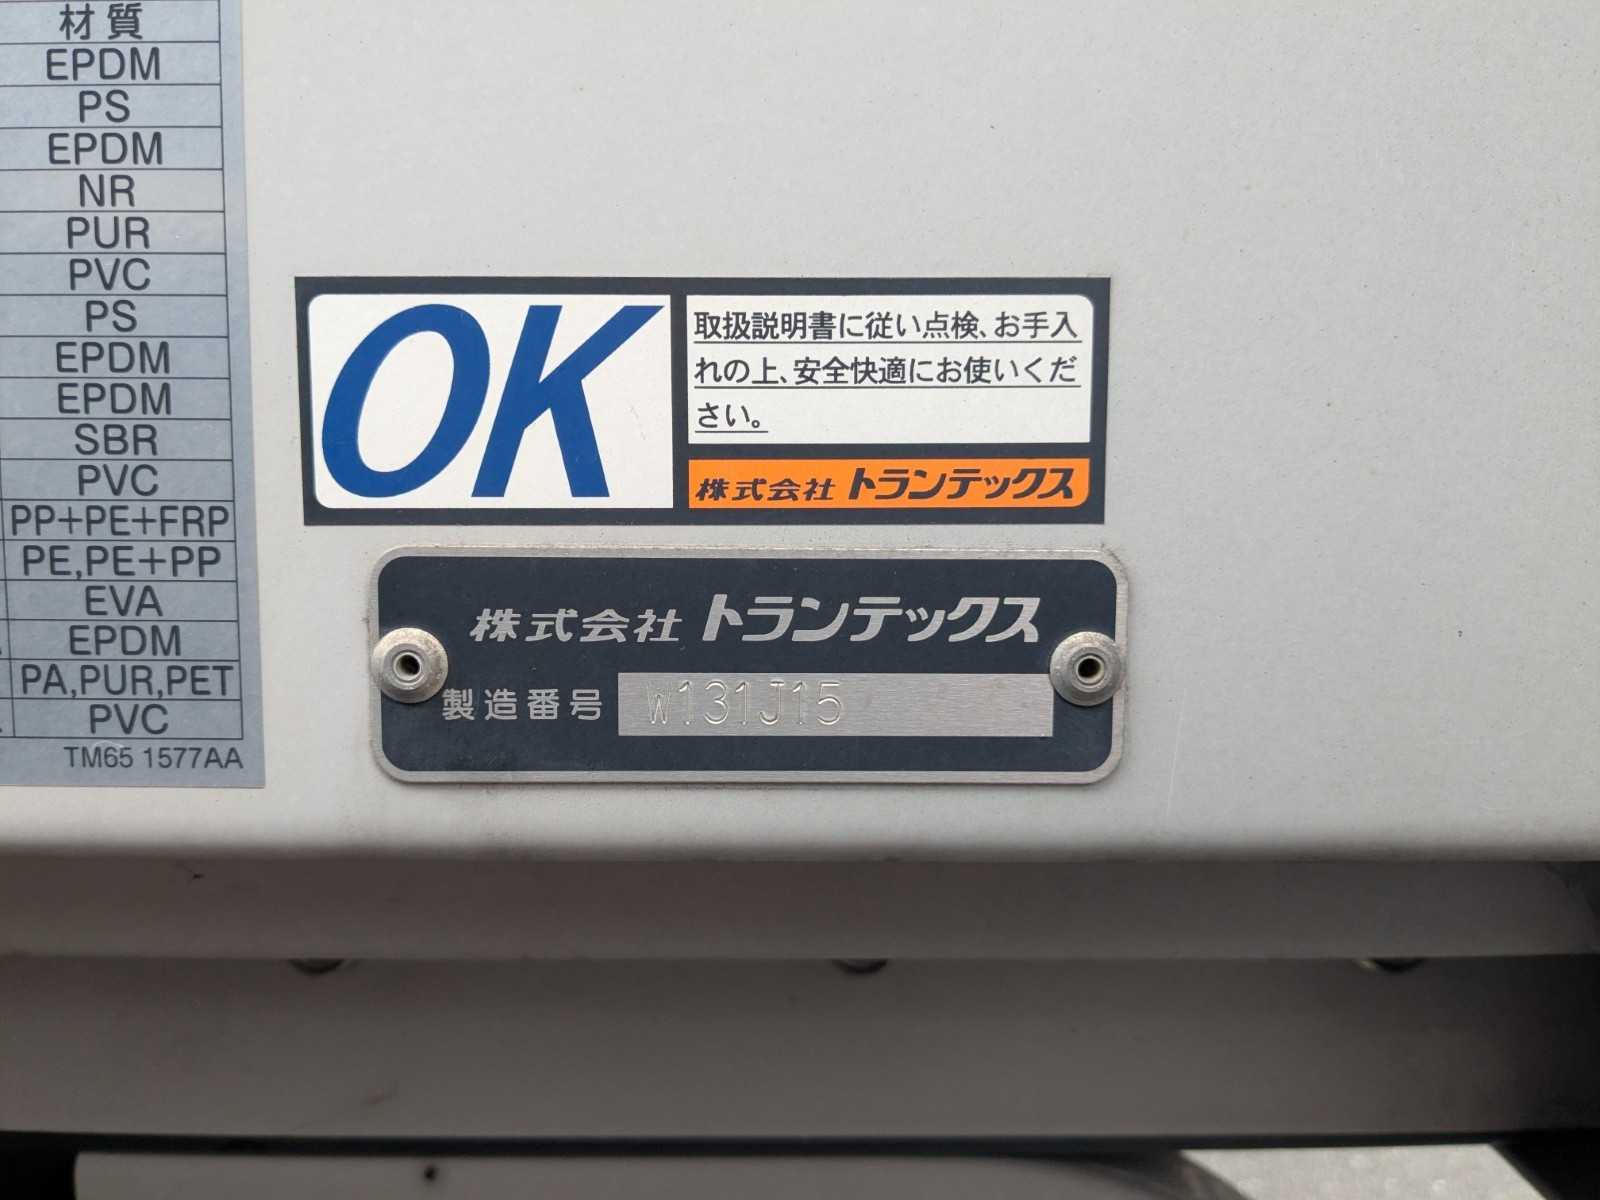 材質
EPDM
PS
EPDM
NR
PUR
PVC
PS
EPDM
EPDM
SBR
PVC
PP+PE+FRP
PE,PE+PP
EVA
EPDM
PA,PUR,PET
PVC
TM65 1577AA
OK
取扱説明書に従い点検、お手入
れの上、安全快適にお使いくだ
さい。
株式会社 トランテックス
株式会社 トランテックス
製造番号 W131J15